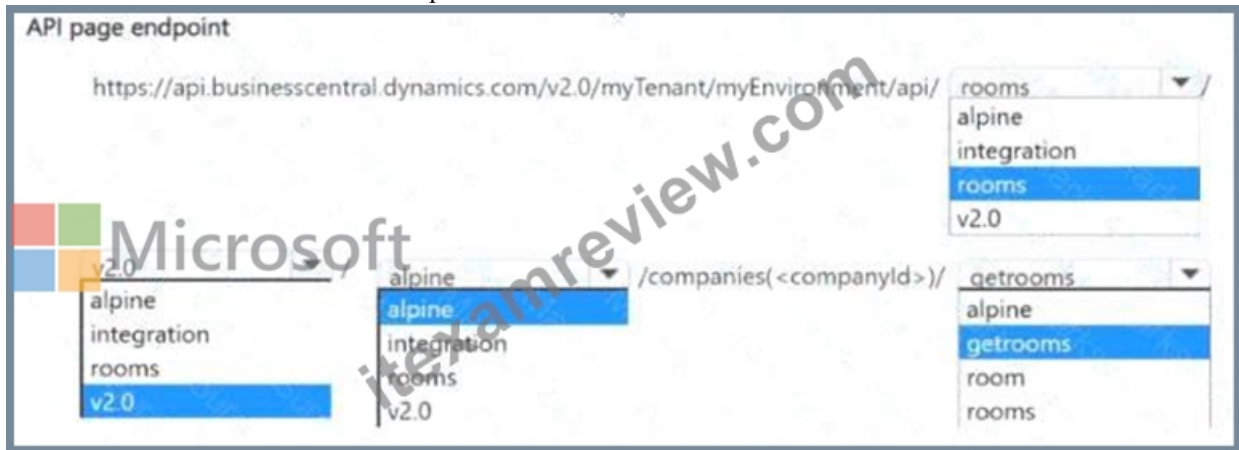 API page endpoint
https://api.businesscentral.dynamics.com/v2.0/myTenant/myEnvironment/api/ rooms /
alpine
integration
rooms
v2.0
Microsoft
itexamreview.com
v2.0 / alpine /companies(<companyId>)/ getrooms
alpine
integration
rooms
v2.0
alpine
integration
rooms
v2.0
alpine
getrooms
room
rooms